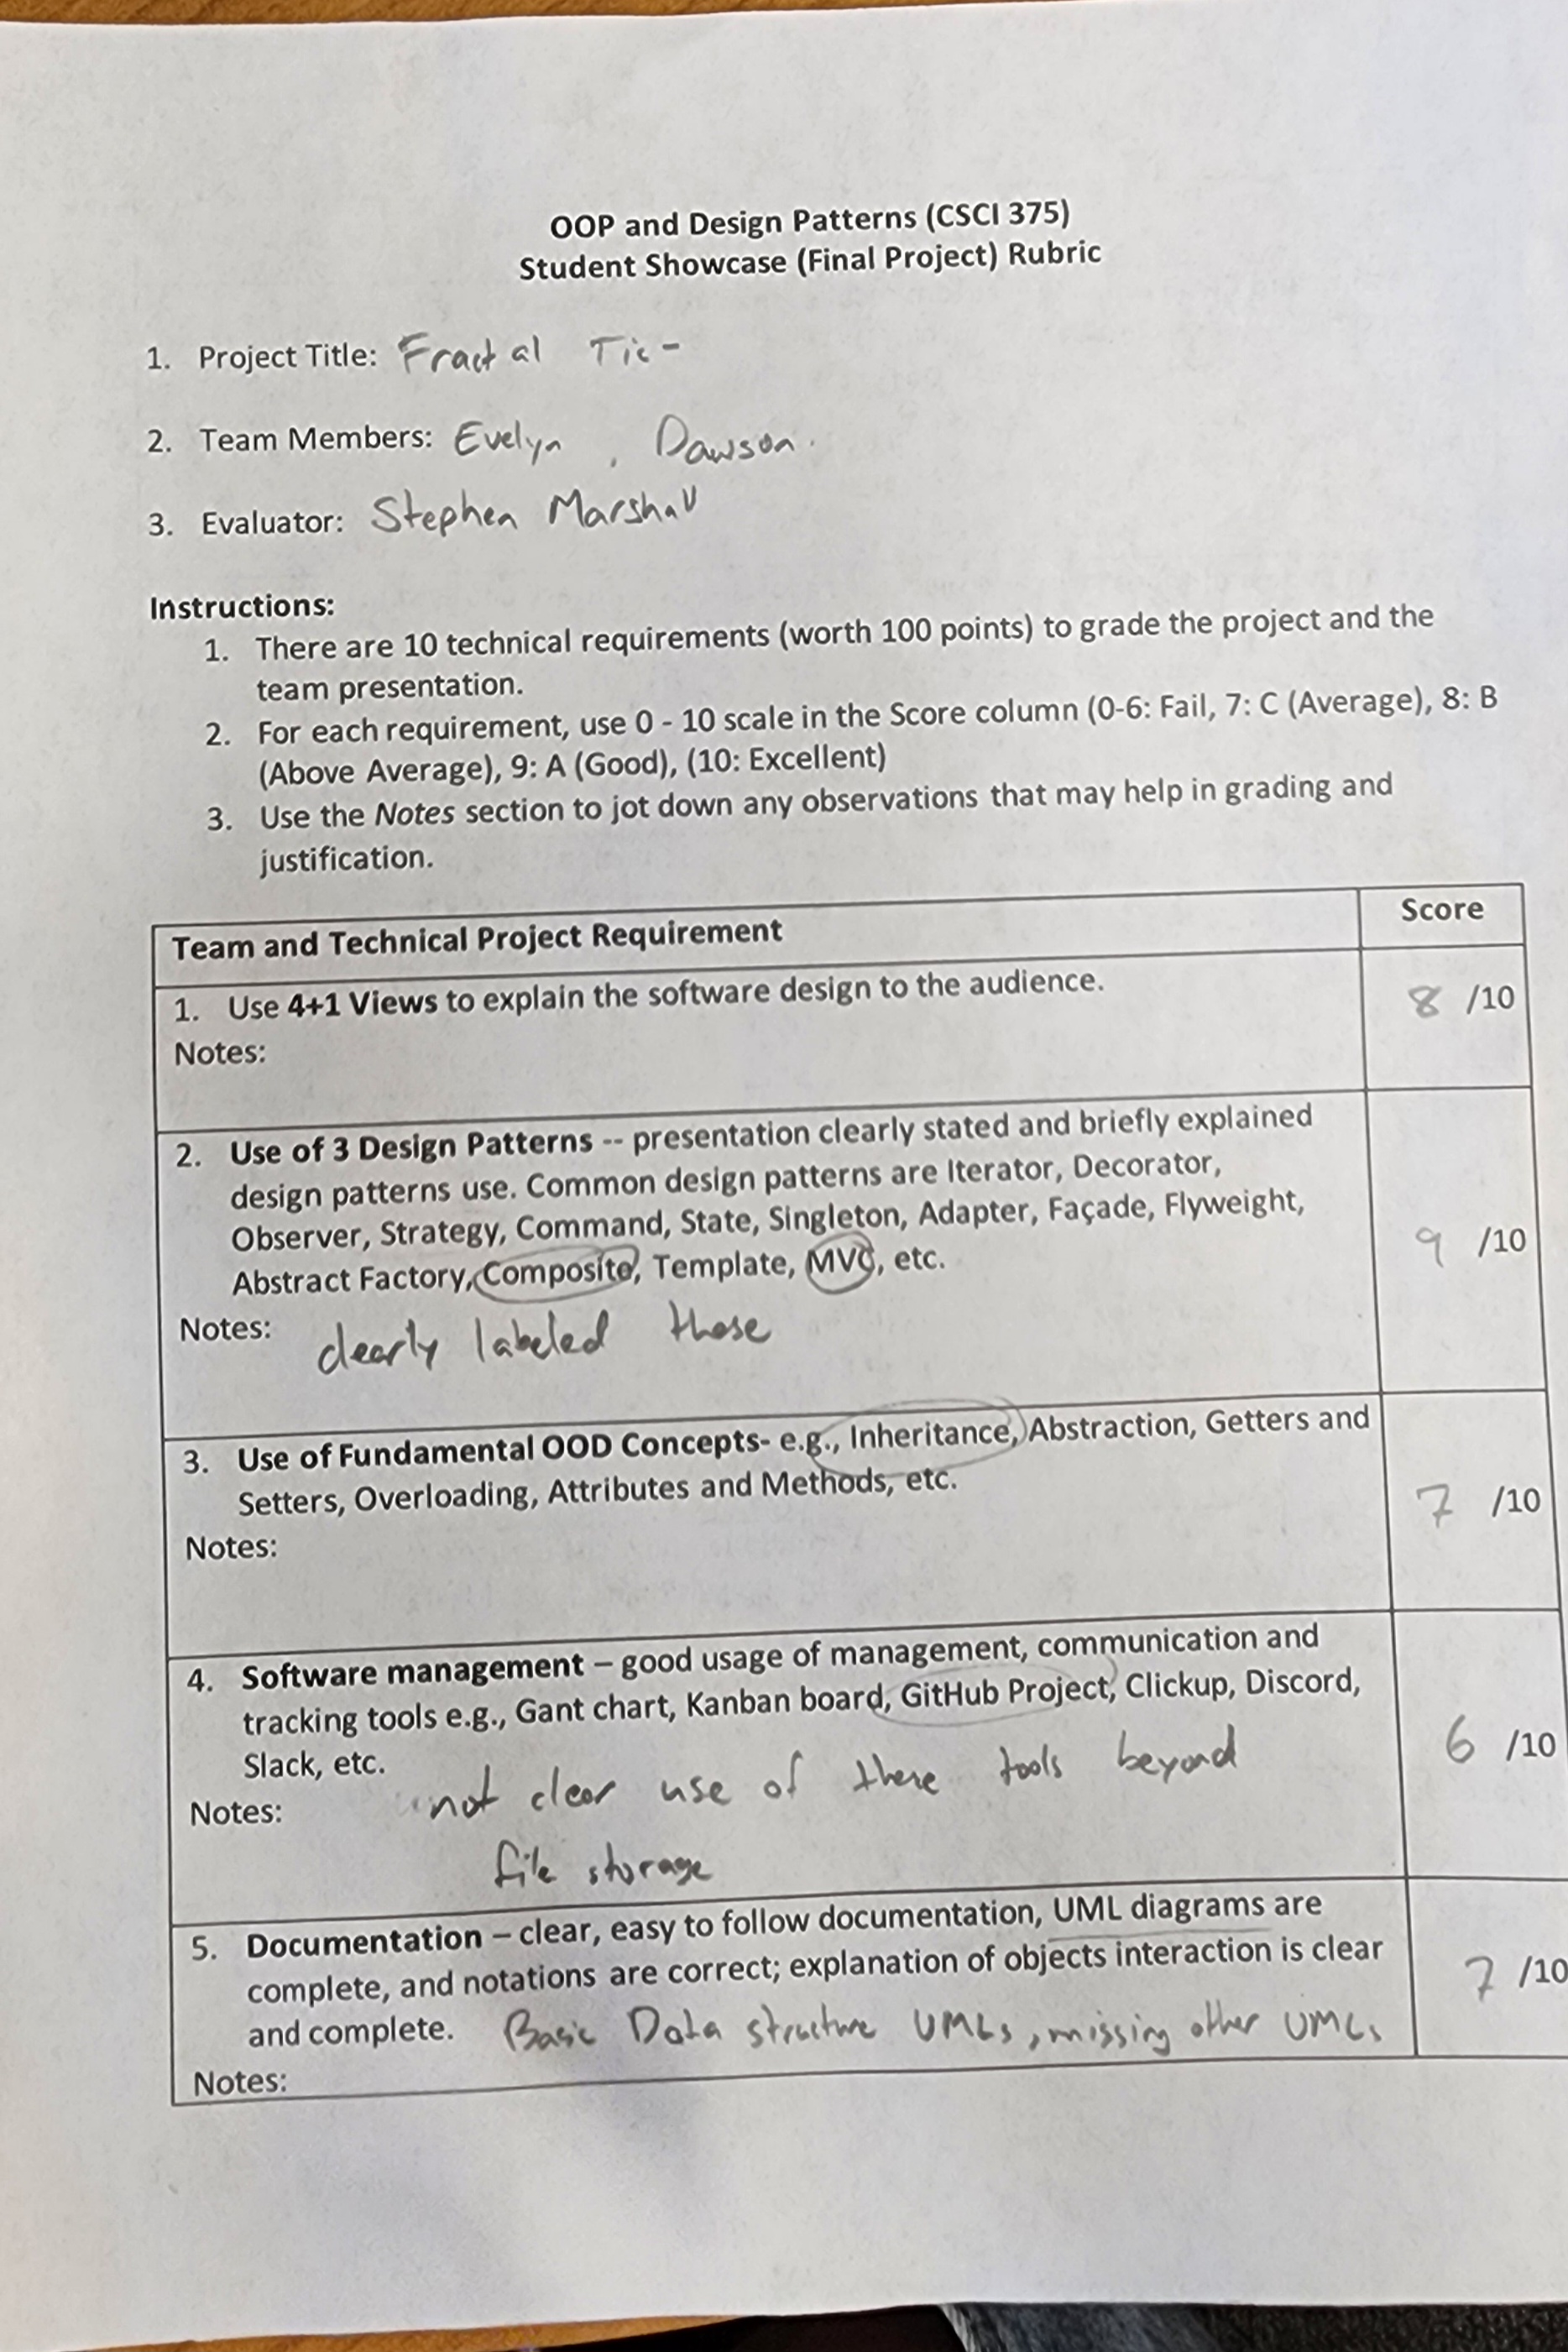 OOP and Design Patterns (CSCI 375)
Student Showcase (Final Project) Rubric
1. Project Title: Fractal Tic-
2. Team Members: Evelyn , Dawson.
3. Evaluator: Stephen Marshall
Instructions:
1. There are 10 technical requirements (worth 100 points) to grade the project and the
team presentation.
2. For each requirement, use 0 - 10 scale in the Score column (0-6: Fail, 7: C (Average), 8: B
(Above Average), 9: A (Good), (10: Excellent)
3. Use the Notes section to jot down any observations that may help in grading and
justification.
Team and Technical Project Requirement Score
1. Use 4+1 Views to explain the software design to the audience.
8 /10
Notes:
2. Use of 3 Design Patterns -- presentation clearly stated and briefly explained
design patterns use. Common design patterns are Iterator, Decorator,
Observer, Strategy, Command, State, Singleton, Adapter, Façade, Flyweight,
Abstract Factory, Composite, Template, MVC, etc.
9 /10
Notes: clearly labeled these
3. Use of Fundamental OOD Concepts- e.g., Inheritance, Abstraction, Getters and
Setters, Overloading, Attributes and Methods, etc.
7 /10
Notes:
4. Software management – good usage of management, communication and
tracking tools e.g., Gant chart, Kanban board, GitHub Project, Clickup, Discord,
Slack, etc.
6 /10
Notes: not clear use of these tools beyond
file storage
5. Documentation – clear, easy to follow documentation, UML diagrams are
complete, and notations are correct; explanation of objects interaction is clear
7 /10
and complete. Basic Data structure UMLs, missing other UMLs
Notes: